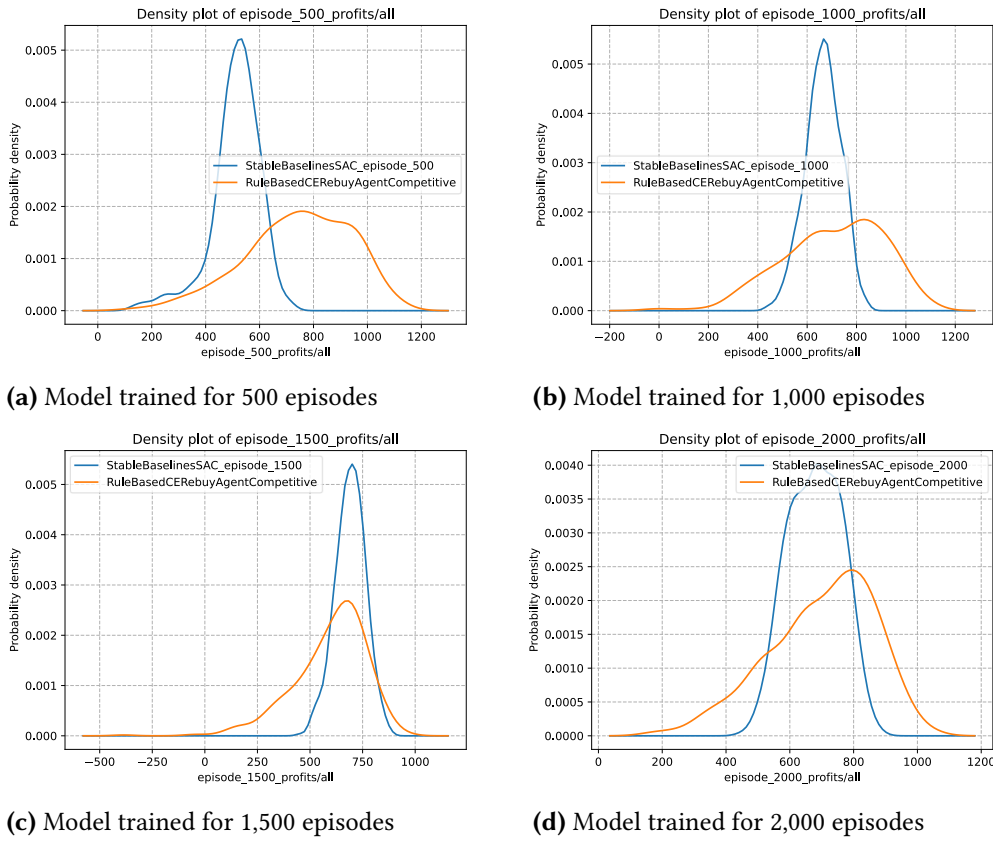 Density plot of episode_500_profits/all
0.005
0.004
0.003
0.002
0.001
0.000
Probability density
StableBaselinesSAC_episode_500
RuleBasedCERebuyAgentCompetitive
0 200 400 600 800 1000 1200
episode_500_profits/all
(a) Model trained for 500 episodes
Density plot of episode_1000_profits/all
0.005
0.004
0.003
0.002
0.001
0.000
Probability density
StableBaselinesSAC_episode_1000
RuleBasedCERebuyAgentCompetitive
−200 0 200 400 600 800 1000 1200
episode_1000_profits/all
(b) Model trained for 1,000 episodes
Density plot of episode_1500_profits/all
0.005
0.004
0.003
0.002
0.001
0.000
Probability density
StableBaselinesSAC_episode_1500
RuleBasedCERebuyAgentCompetitive
−500 −250 0 250 500 750 1000
episode_1500_profits/all
(c) Model trained for 1,500 episodes
Density plot of episode_2000_profits/all
0.0040
0.0035
0.0030
0.0025
0.0020
0.0015
0.0010
0.0005
0.0000
Probability density
StableBaselinesSAC_episode_2000
RuleBasedCERebuyAgentCompetitive
0 200 400 600 800 1000 1200
episode_2000_profits/all
(d) Model trained for 2,000 episodes